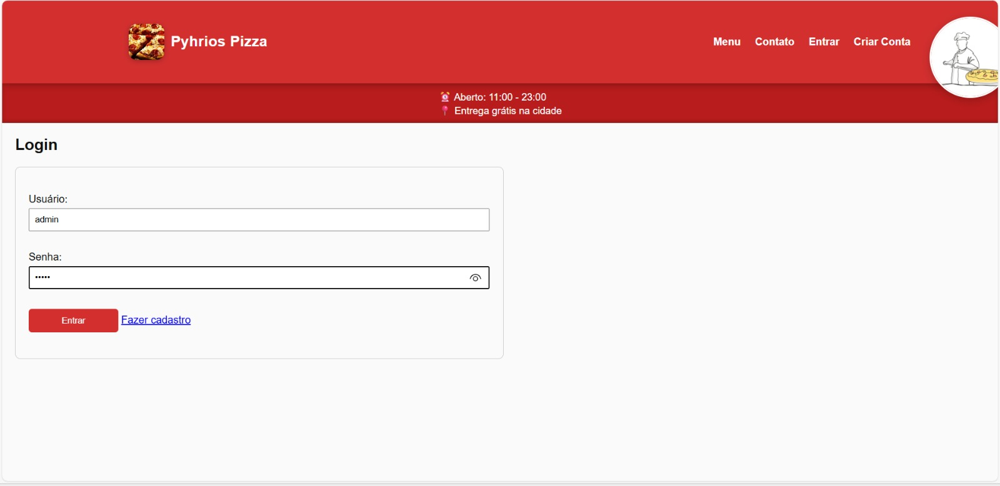 Pyhrios Pizza
Menu Contato Entrar Criar Conta
⏰ Aberto: 11:00 - 23:00
📍 Entrega grátis na cidade
Login
Usuário:
admin
Senha:
•••••
Entrar Fazer cadastro